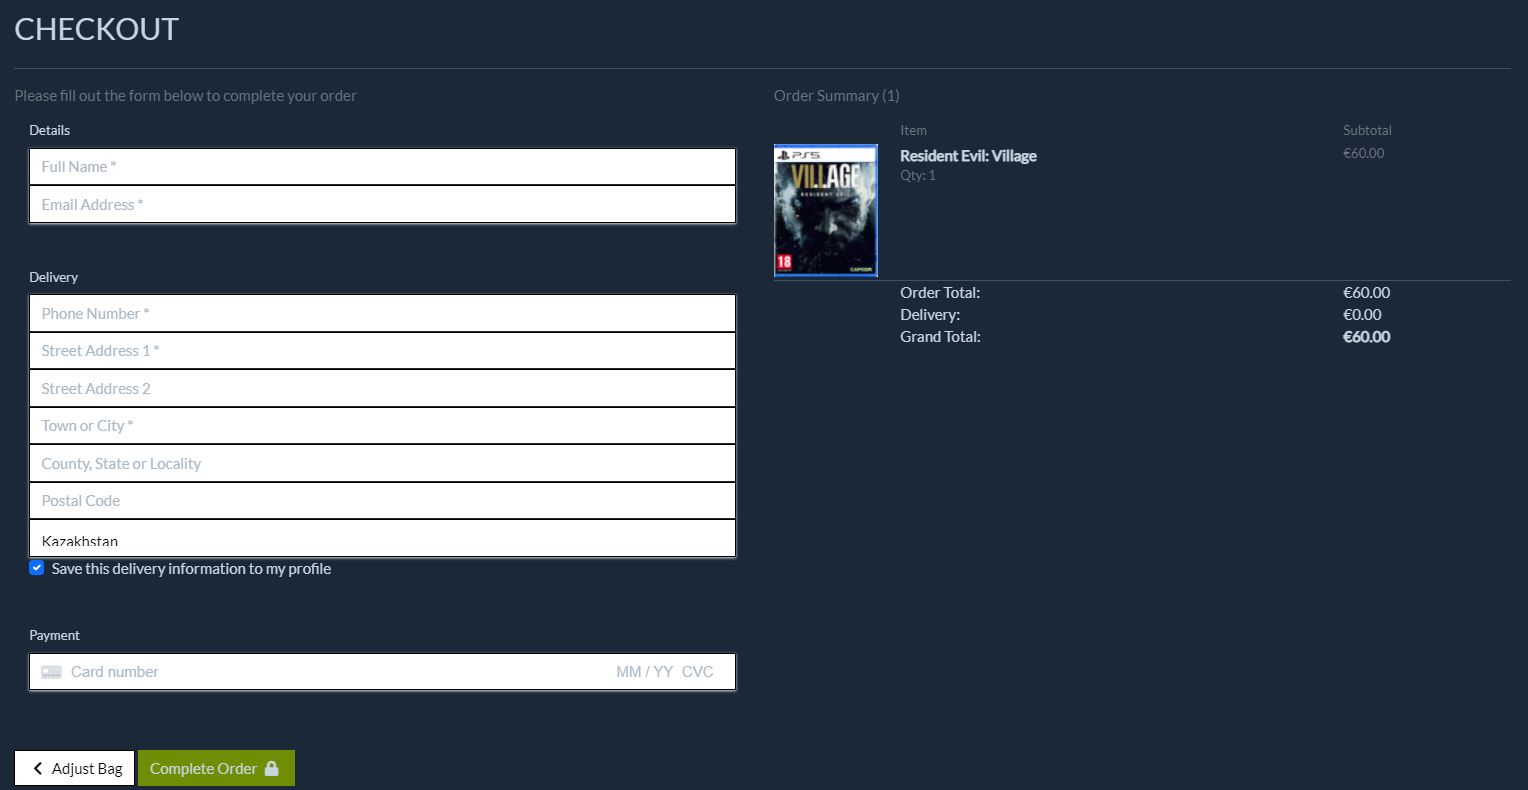 CHECKOUT
Please fill out the form below to complete your order
Details
Full Name *
Email Address *
Delivery
Phone Number *
Street Address 1 *
Street Address 2
Town or City *
County, State or Locality
Postal Code
Kazakhstan
Save this delivery information to my profile
Payment
Card number MM / YY CVC
Adjust Bag
Complete Order
Order Summary (1)
Item Subtotal
PS5
VILLAGE
RESIDENT EVIL
18
CAPCOM
Resident Evil: Village €60.00
Qty: 1
Order Total: €60.00
Delivery: €0.00
Grand Total: €60.00